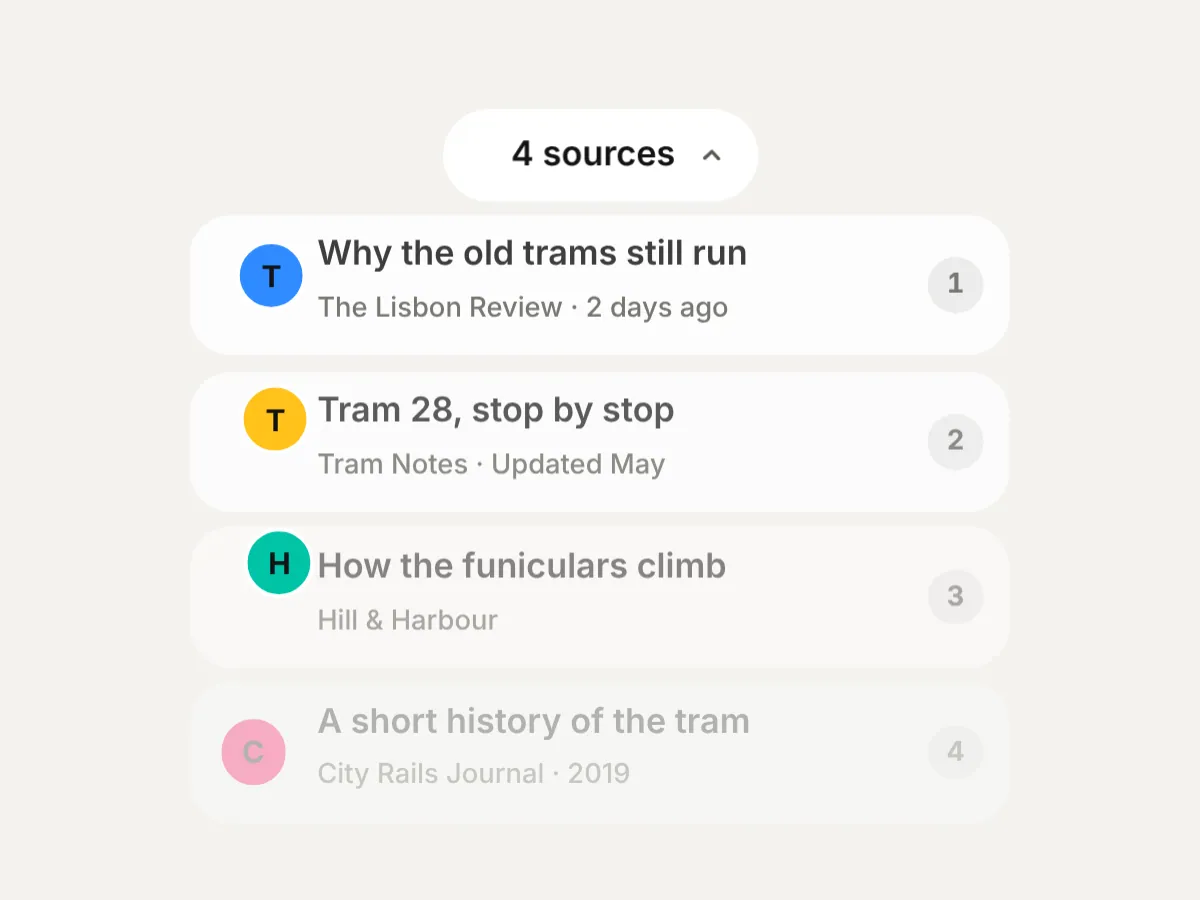 4 sources
T
Why the old trams still run
The Lisbon Review · 2 days ago
1
T
Tram 28, stop by stop
Tram Notes · Updated May
2
H
How the funiculars climb
Hill & Harbour
3
C
A short history of the tram
City Rails Journal · 2019
4